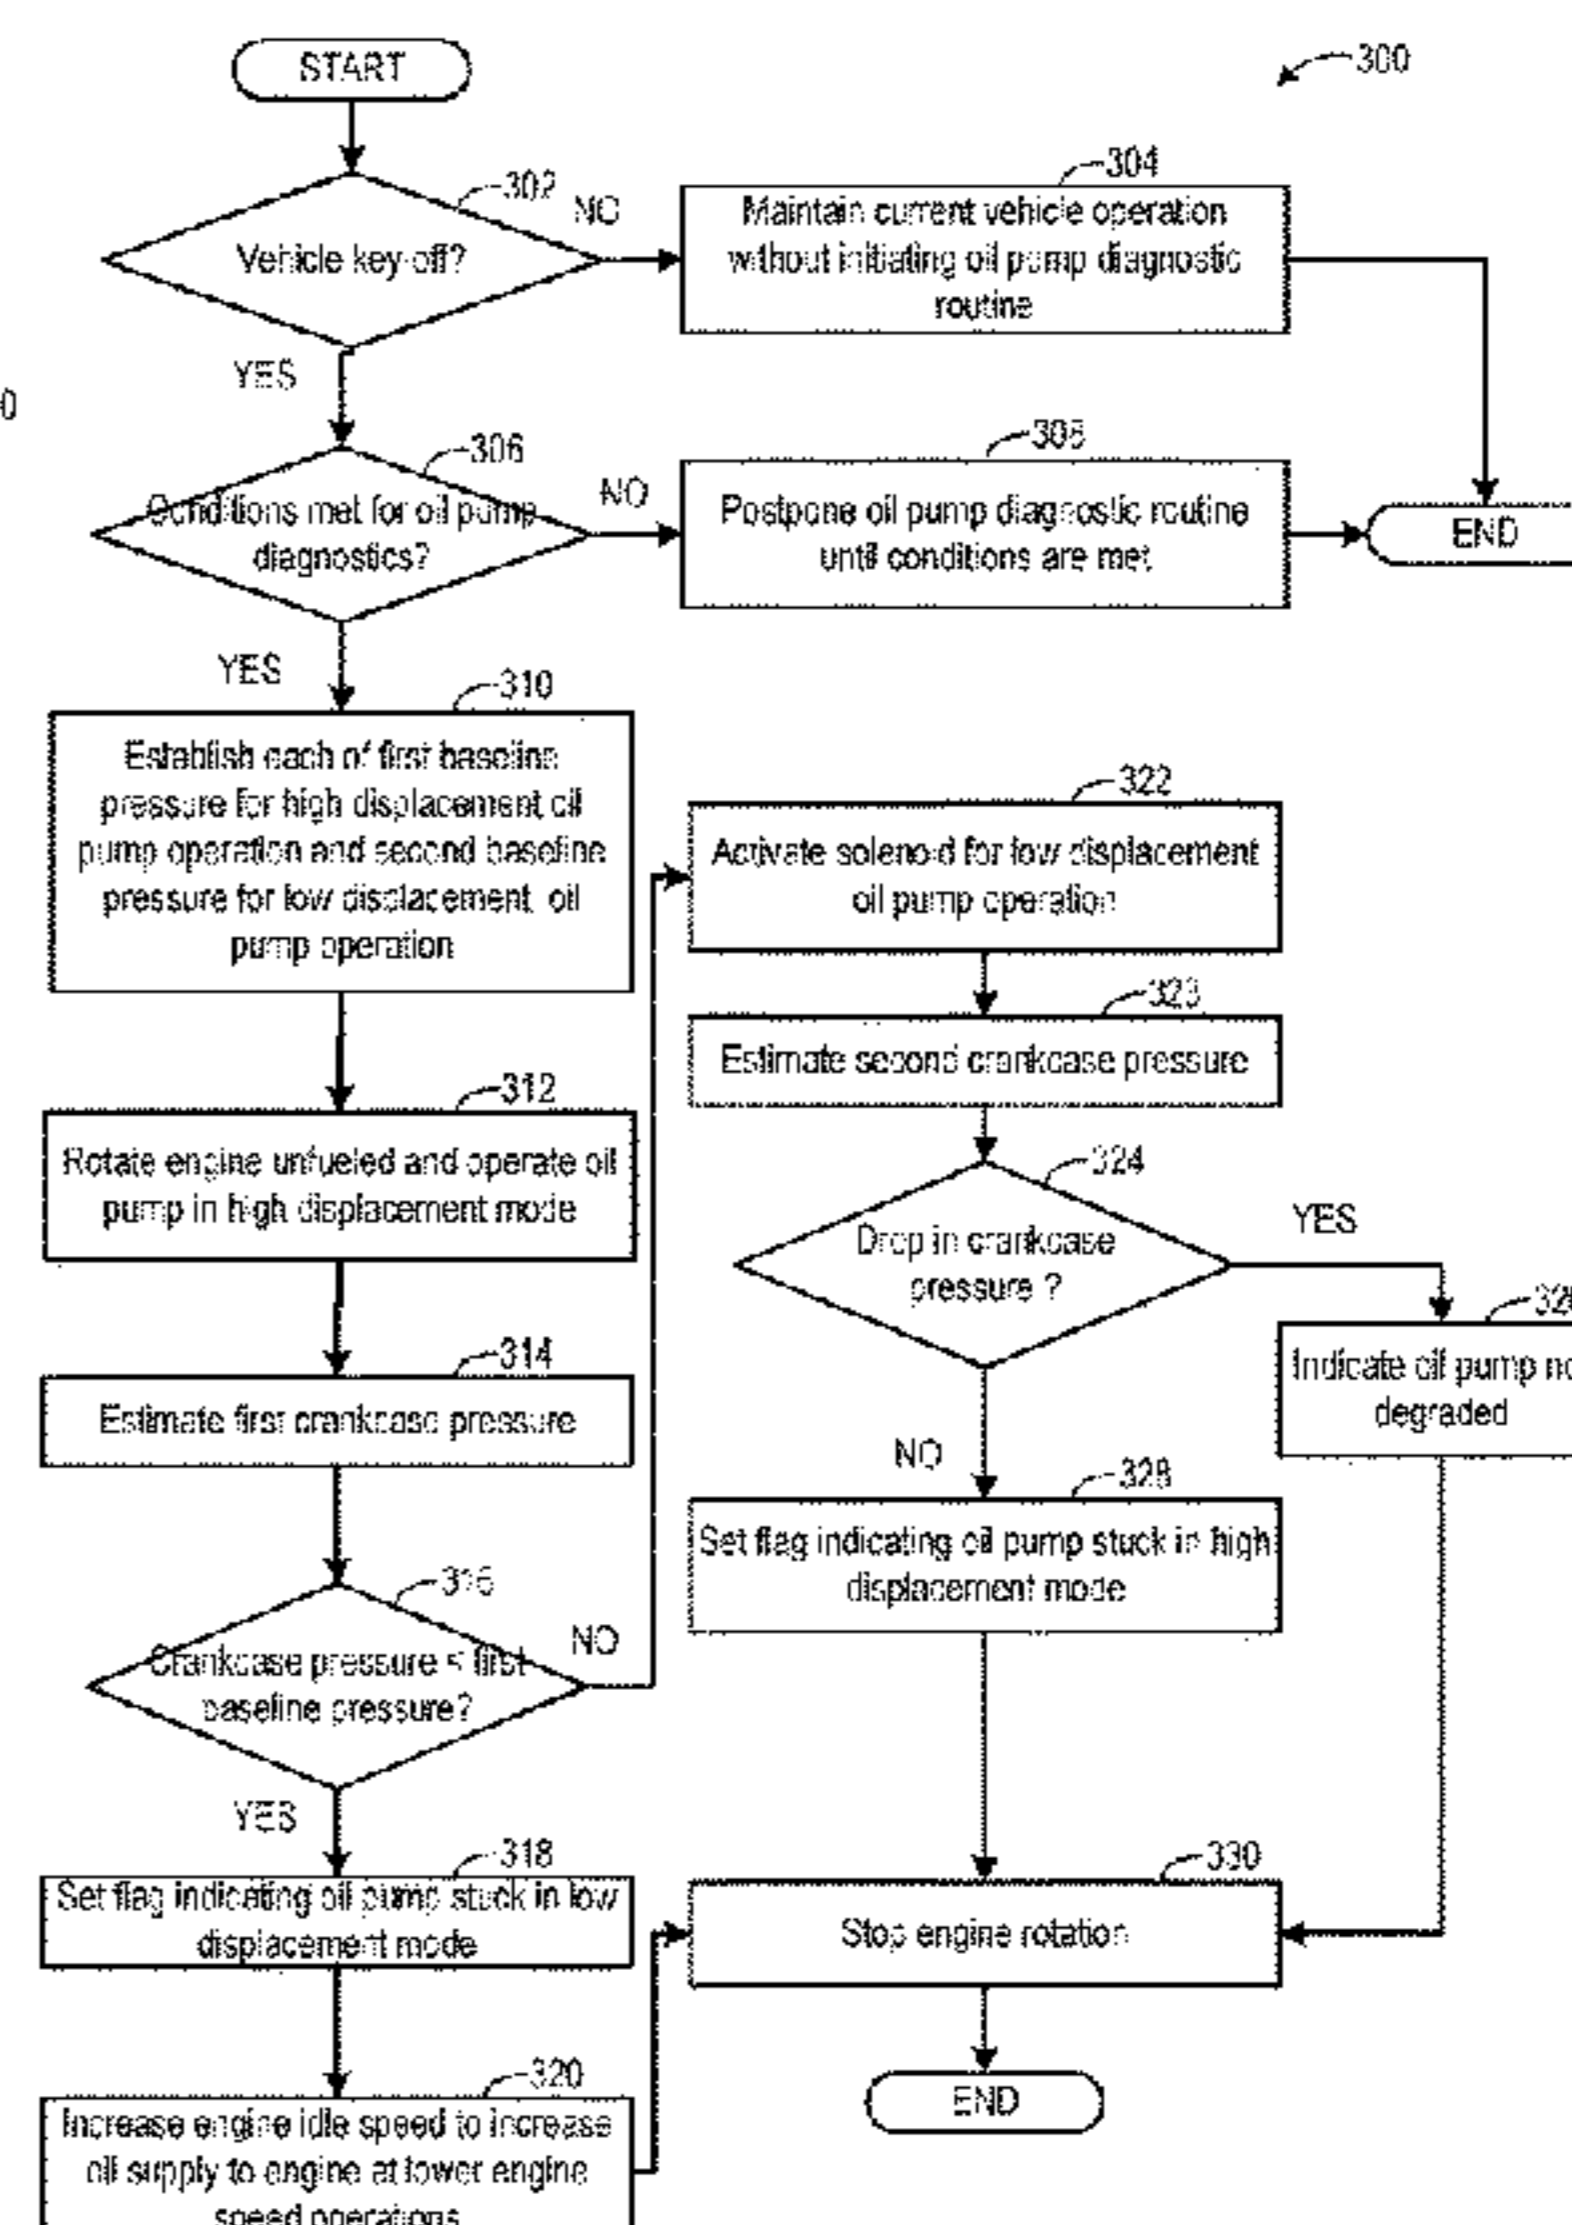 START
300
302
NO
304
Vehicle key-off?
Maintain current vehicle operation
without initiating oil pump diagnostic
routine
YES
0
306
NO
308
Conditions met for oil pump
diagnostics?
Postpone oil pump diagnostic routine
until conditions are met
END
YES
310
Establish each of first baseline
pressure for high displacement oil
pump operation and second baseline
pressure for low displacement oil
pump operation
322
Activate solenoid for low displacement
oil pump operation
323
Estimate second crankcase pressure
312
Rotate engine unfueled and operate oil
pump in high displacement mode
324
Drop in crankcase
pressure ?
YES
Indicate oil pump
degraded
314
Estimate first crankcase pressure
NO
328
Set flag indicating oil pump stuck in high
displacement mode
316
Crankcase pressure < first
baseline pressure?
NO
YES
318
Set flag indicating oil pump stuck in low
displacement mode
330
Stop engine rotation
320
Increase engine idle speed to increase
oil supply to engine at lower engine
speed operations
END